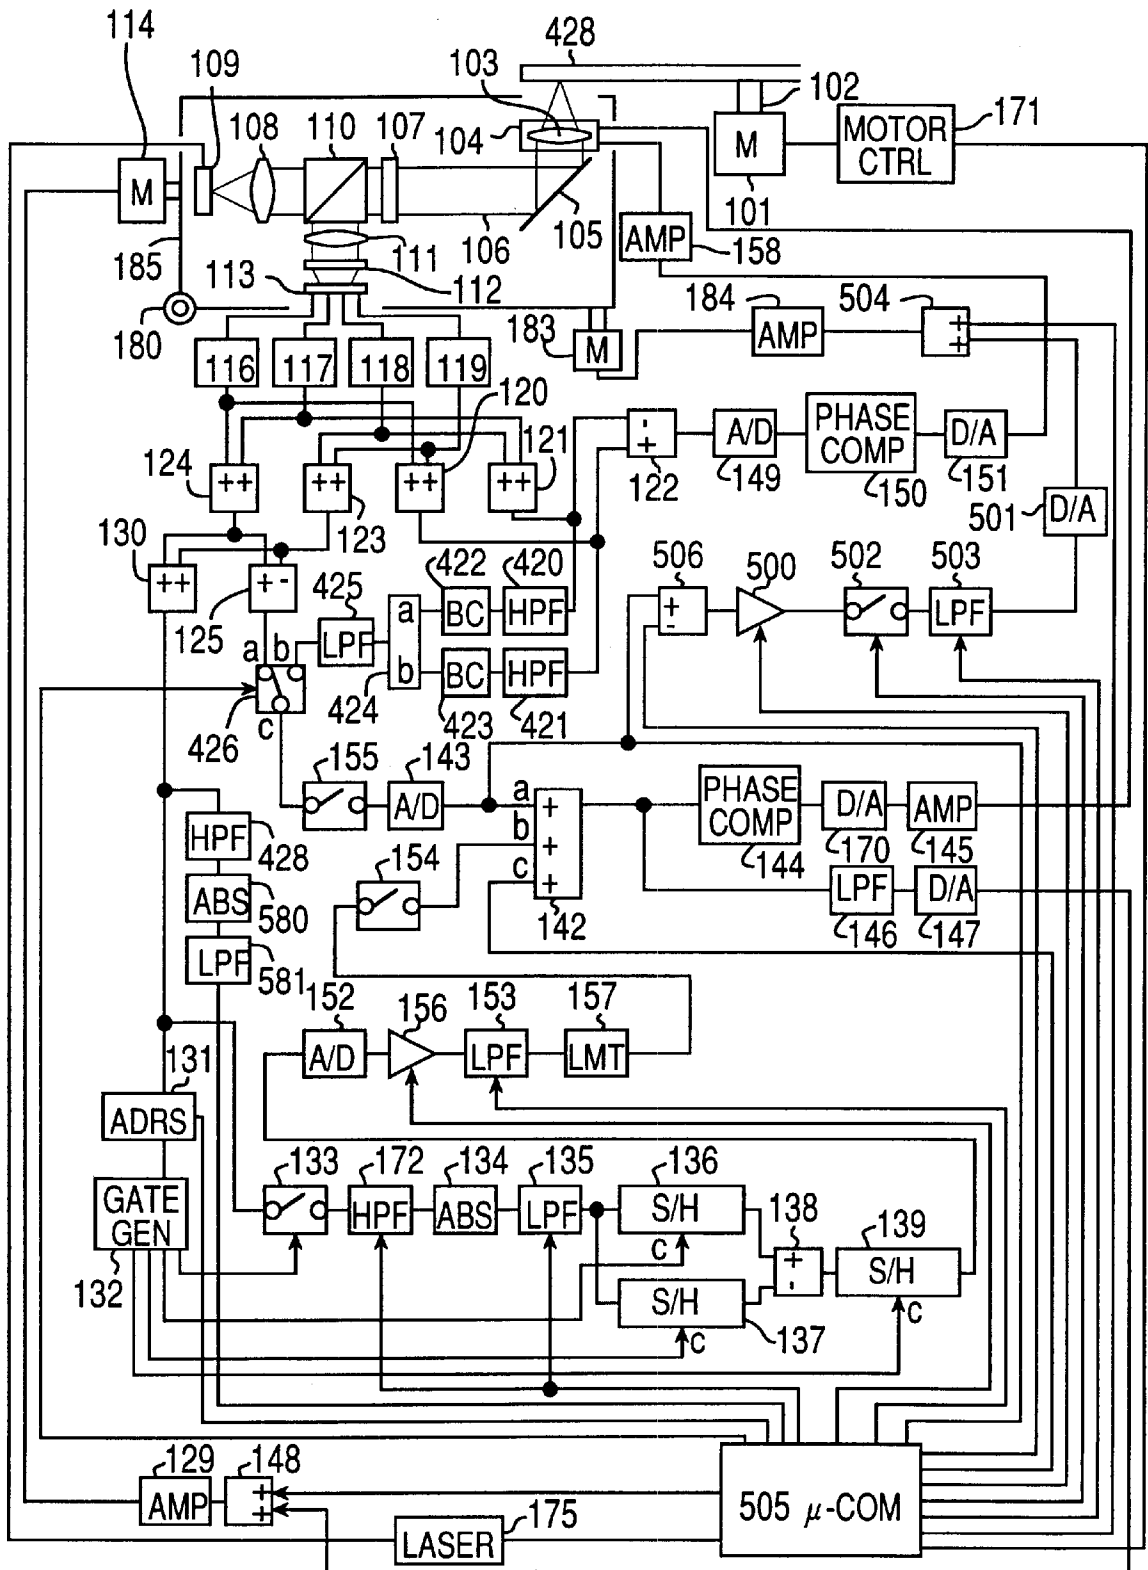 114
109
108
110
107
103
428
104
102
171
MOTOR
CTRL
M
M
101
105
106
AMP
158
185
111
113
112
180
184
504
AMP
+
+
183
M
116
117
118
119
120
121
-
+
122
A/D
149
PHASE
COMP
150
D/A
151
124
++
++
++
++
123
501
D/A
130
++
+ -
125
425
422
420
506
500
502
503
a
BC
HPF
+
-
LPF
a
b
LPF
b
BC
HPF
424
423
421
426
c
155
143
A/D
a
+
b
+
c
+
142
PHASE
COMP
144
D/A
170
AMP
145
HPF
428
154
LPF
146
D/A
147
ABS
580
LPF
581
152
156
153
157
A/D
LPF
LMT
131
ADRS
133
172
134
135
136
GATE
GEN
HPF
ABS
LPF
S/H
138
139
c
+
-
S/H
132
S/H
c
c
137
129
148
AMP
+
+
505 μ-COM
175
LASER